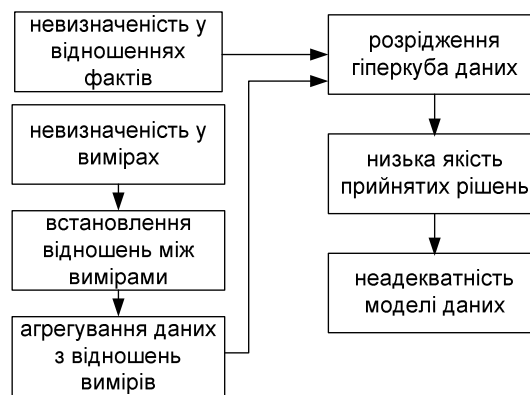 невизначеність у
відношеннях
фактів
невизначеність у
вимірах
встановлення
відношень між
вимірами
агрегування даних
з відношень
вимірів
розрідження
гіперкуба даних
низька якість
прийнятих рішень
неадекватність
моделі даних